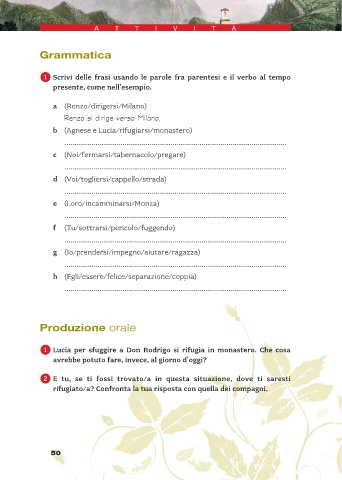 ATTIVITÀ
Grammatica
1 Scrivi delle frasi usando le parole fra parentesi e il verbo al tempo
presente, come nell'esempio.
a (Renzo/dirigersi/Milano)
Renzo si dirige verso Milano.
b (Agnese e Lucia/rifugiarsi/monastero)
c (Noi/fermarsi/tabernacolo/pregare)
d (Voi/togliersi/cappello/strada)
e (Loro/incamminarsi/Monza)
f (Tu/sottrarsi/pericolo/fuggendo)
g (Io/prendersi/impegno/aiutare/ragazza)
h (Egli/essere/felice/separazione/coppia)
Produzione orale
1 Lucia per sfuggire a Don Rodrigo si rifugia in monastero. Che cosa
avrebbe potuto fare, invece, al giorno d'oggi?
2 E tu, se ti fossi trovato/a in questa situazione, dove ti saresti
rifugiato/a? Confronta la tua risposta con quella dei compagni.
50